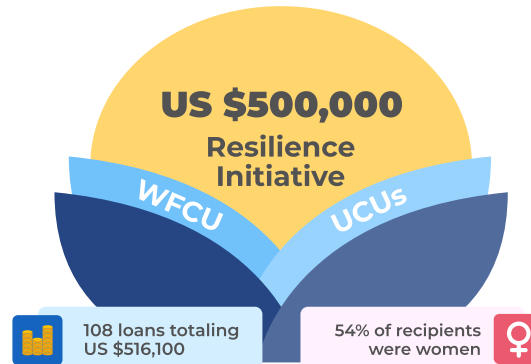 US $500,000
Resilience
Initiative
WFCU
UCUs
108 loans totaling
US $516,100
54% of recipients
were women